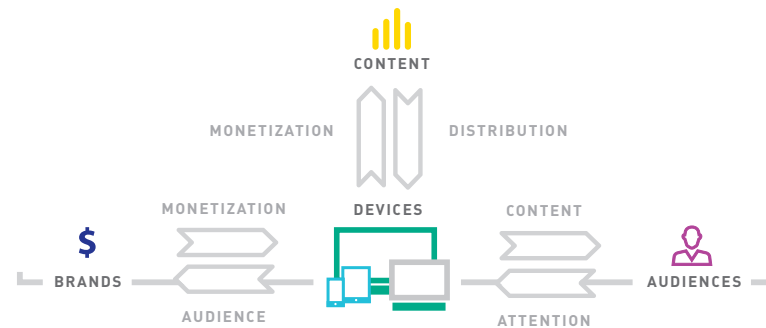 CONTENT
MONETIZATION
DISTRIBUTION
MONETIZATION
DEVICES
CONTENT
$
BRANDS
AUDIENCES
AUDIENCE
ATTENTION